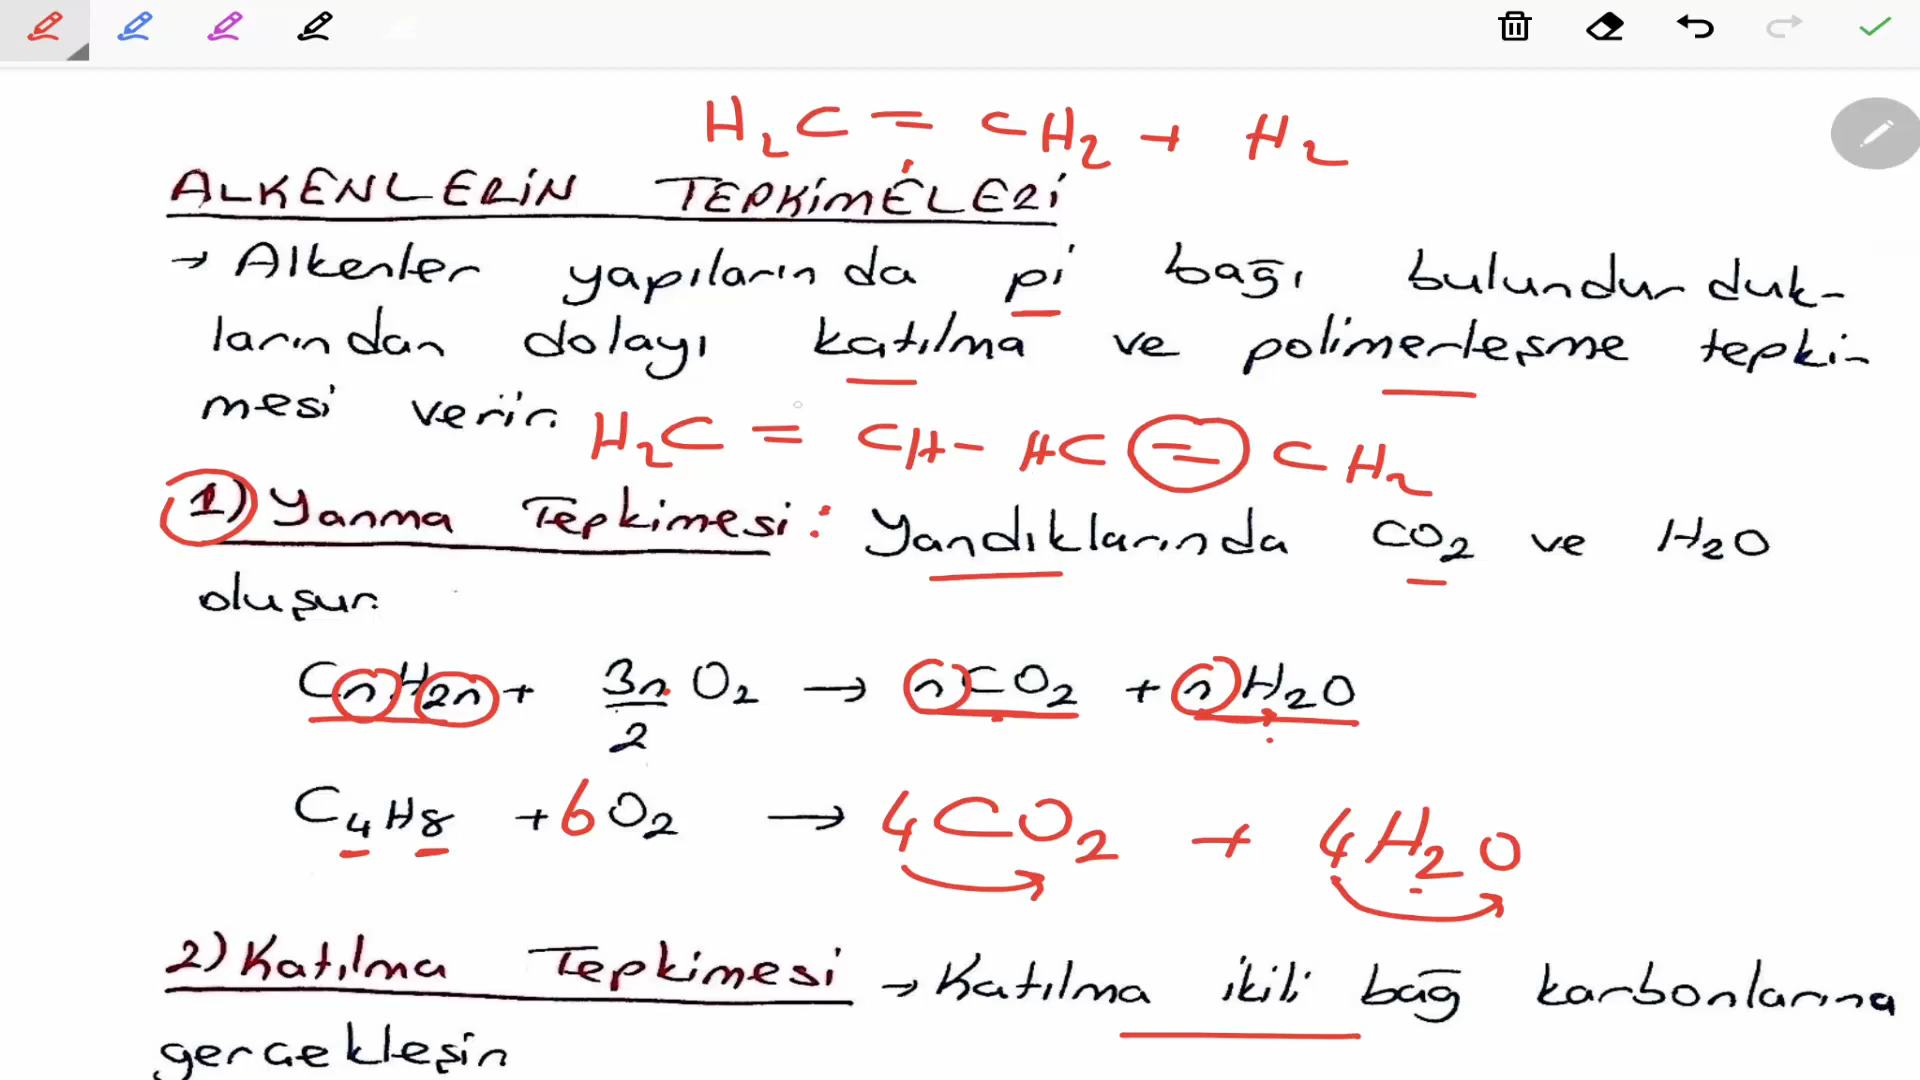 H₂C = CH₂ + H₂
ALKENLERİN TEPKİMELERİ
→ Alkenler yapılarında pi bağı bulunduruk-
larından dolayı katılma ve polimerleşme tepki-
mesi verir.
H₂C = CH - HC = CH₂
1) Yanma Tepkimesi: Yandıklarında CO₂ ve H₂O
oluşur.
CnH2n + 3n/2 O₂ → nCO₂ + nH₂O
C₄H₈ + 6O₂ → 4CO₂ + 4H₂O
2) Katılma Tepkimesi → Katılma ikili bağ karbonlarına
gerçekleşir